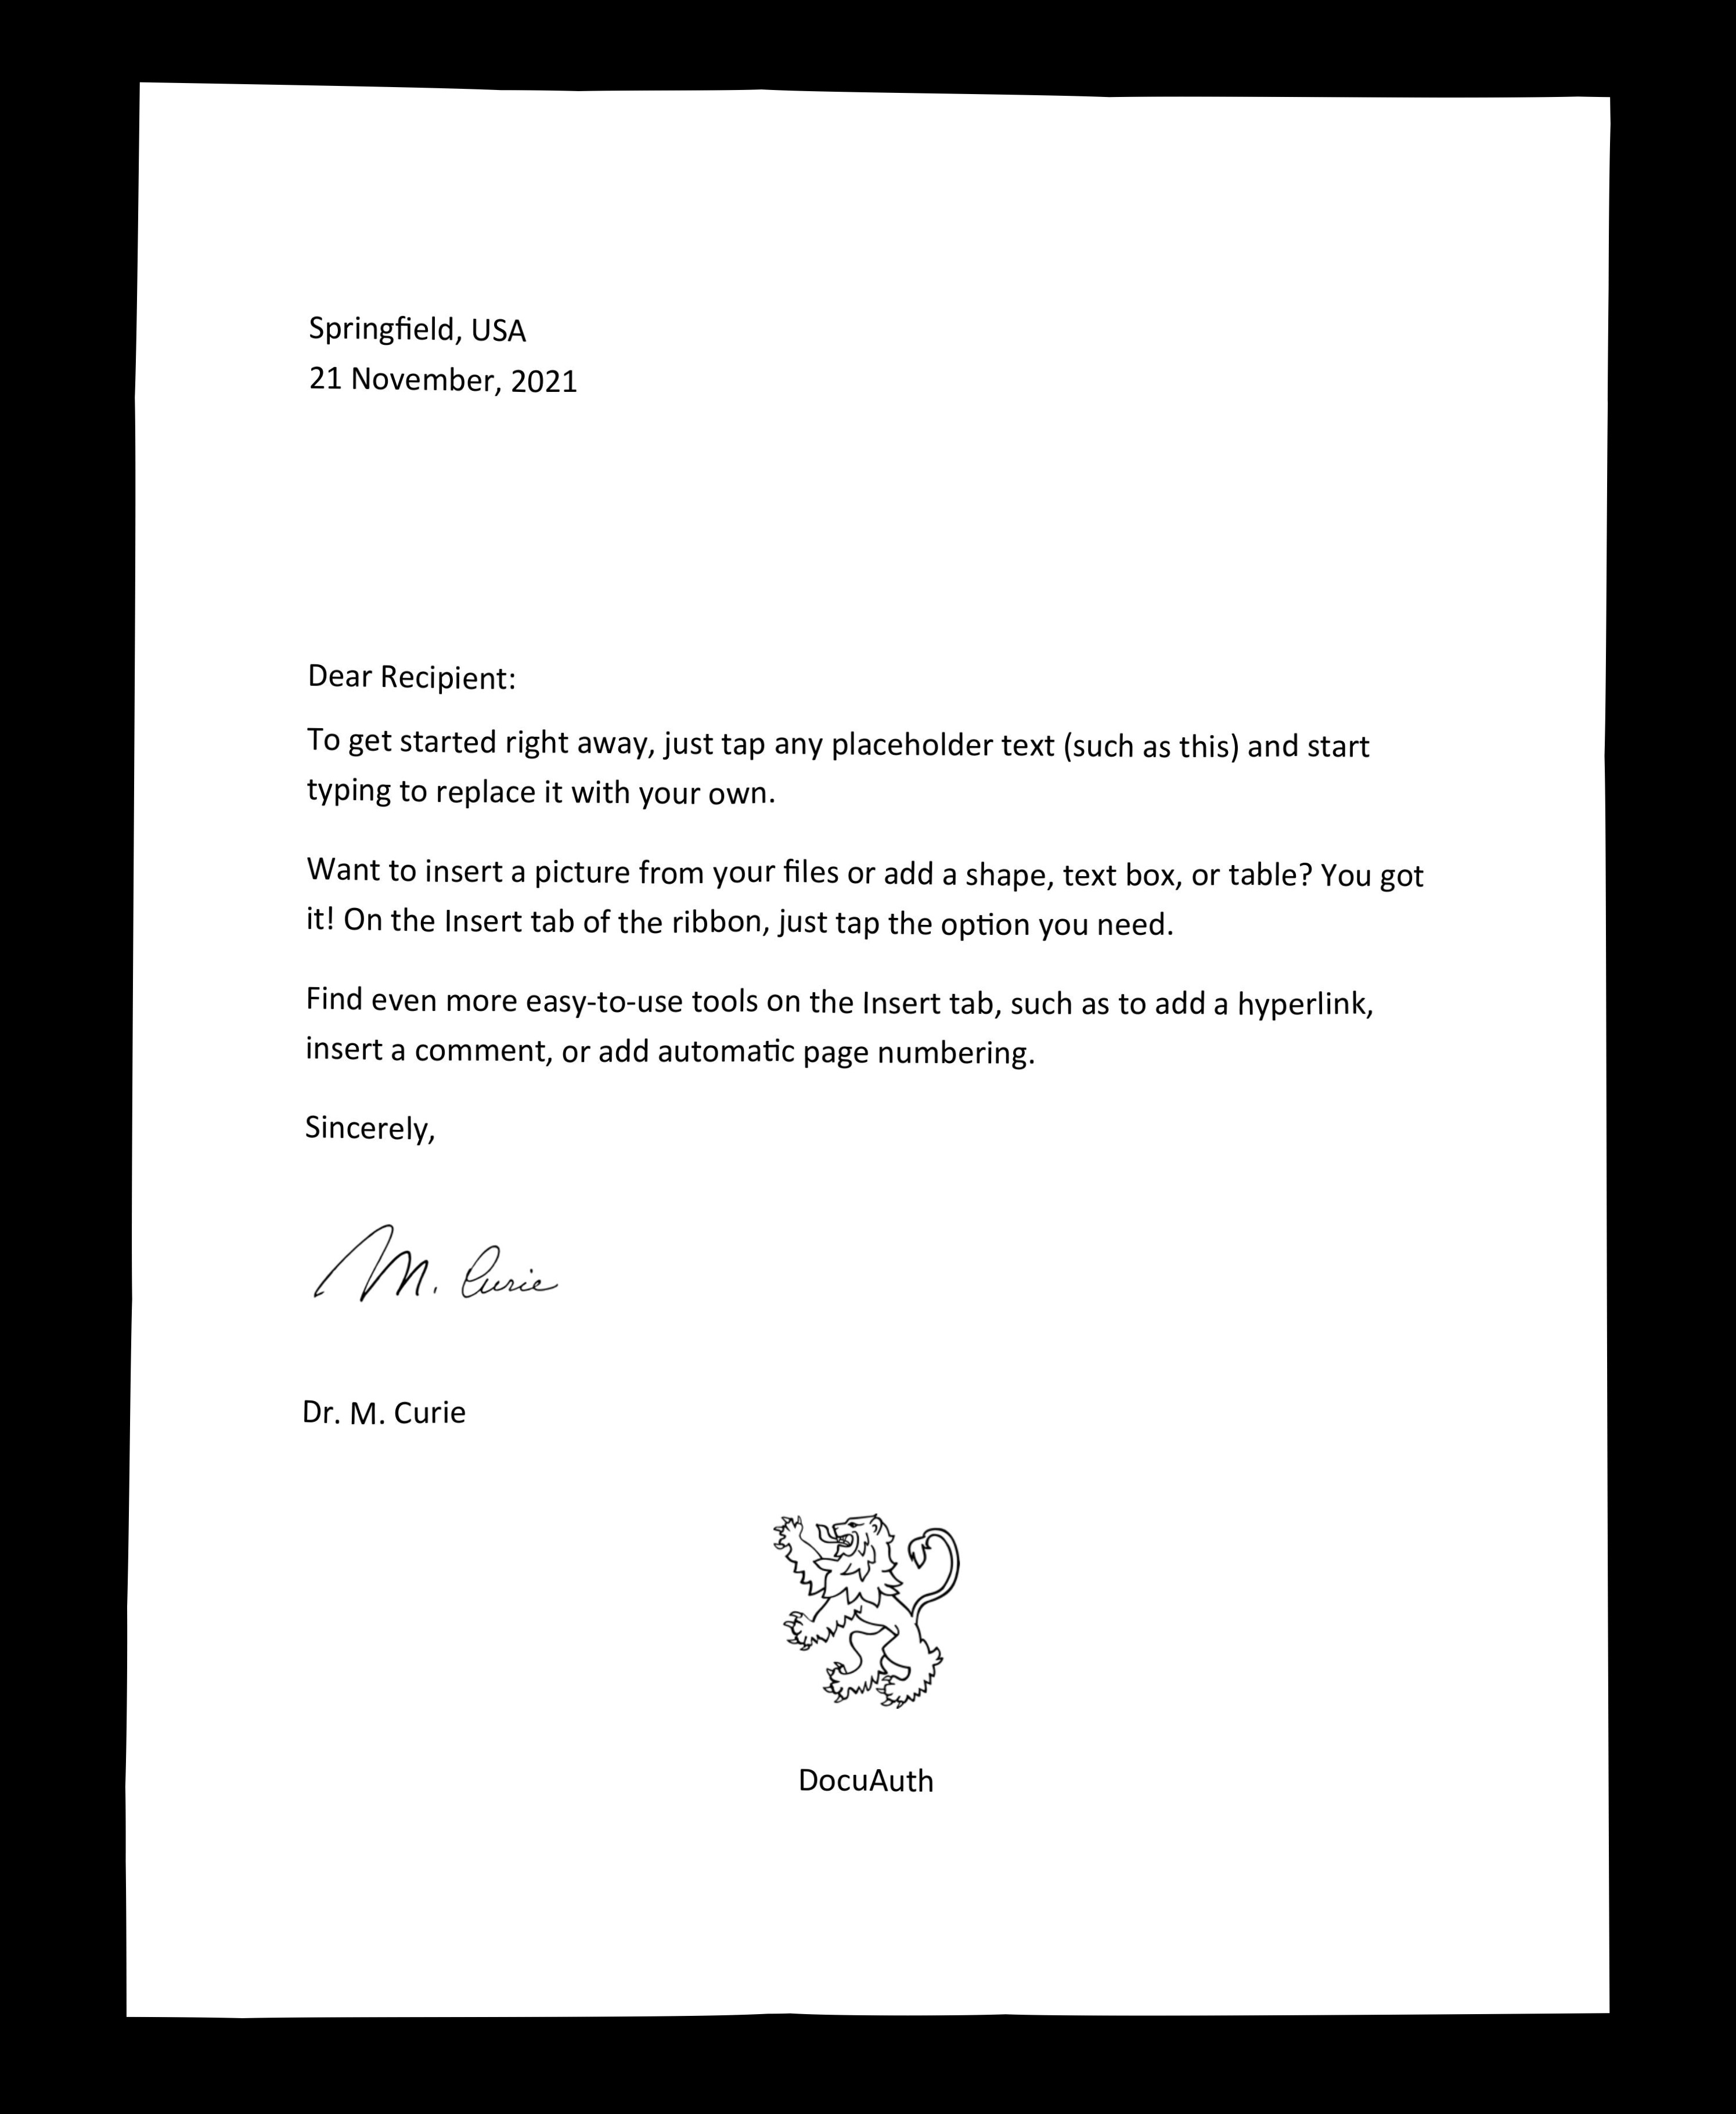 Springfield, USA
21 November, 2021
Dear Recipient:
To get started right away, just tap any placeholder text (such as this) and start
typing to replace it with your own.
Want to insert a picture from your files or add a shape, text box, or table? You got
it! On the Insert tab of the ribbon, just tap the option you need.
Find even more easy-to-use tools on the Insert tab, such as to add a hyperlink,
insert a comment, or add automatic page numbering.
Sincerely,
M. Curie
Dr. M. Curie
DocuAuth